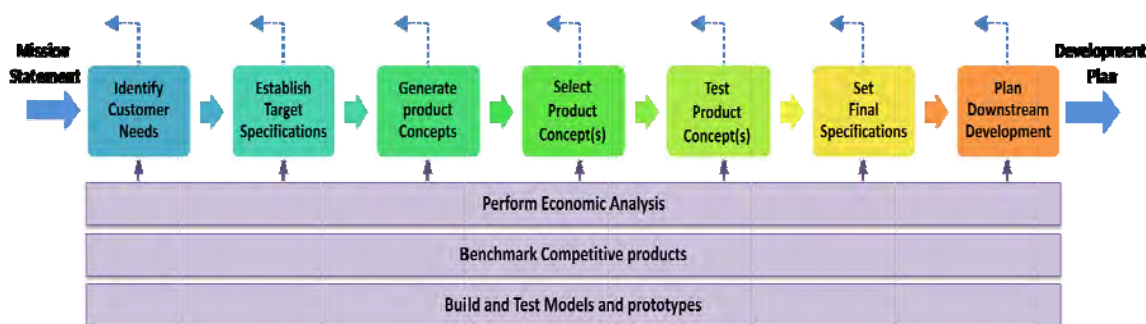 Mission
Statement
Identify
Customer
Needs
Establish
Target
Specifications
Generate
product
Concepts
Select
Product
Concept(s)
Test
Product
Concept(s)
Set
Final
Specifications
Plan
Downstream
Development
Development
Plan
Perform Economic Analysis
Benchmark Competitive products
Build and Test Models and prototypes